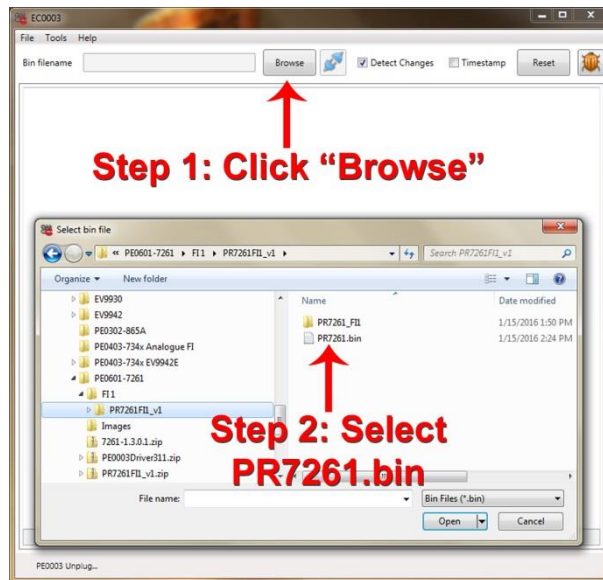 EC0003
File Tools Help
Bin filename Browse Detect Changes Timestamp Reset
Step 1: Click “Browse”
Select bin file
« PE0601-7261 FI 1 PR7261FI1_v1 Search PR7261FI1_v1
Organize New folder
Name Date modified
EV9930
EV9942
PE0302-865A
PE0403-734x Analogue FI
PE0403-734x EV9942E
PE0601-7261
FI 1
PR7261FI1_v1
Images
7261-1.3.0.1.zip
PE0003Driver311.zip
PR7261FI1_v1.zip
PR7261_FI1 1/15/2016 1:50 PM
PR7261.bin 1/15/2016 2:24 PM
Step 2: Select
PR7261.bin
File name: Bin Files (*.bin)
Open Cancel
PE0003 Unplug...